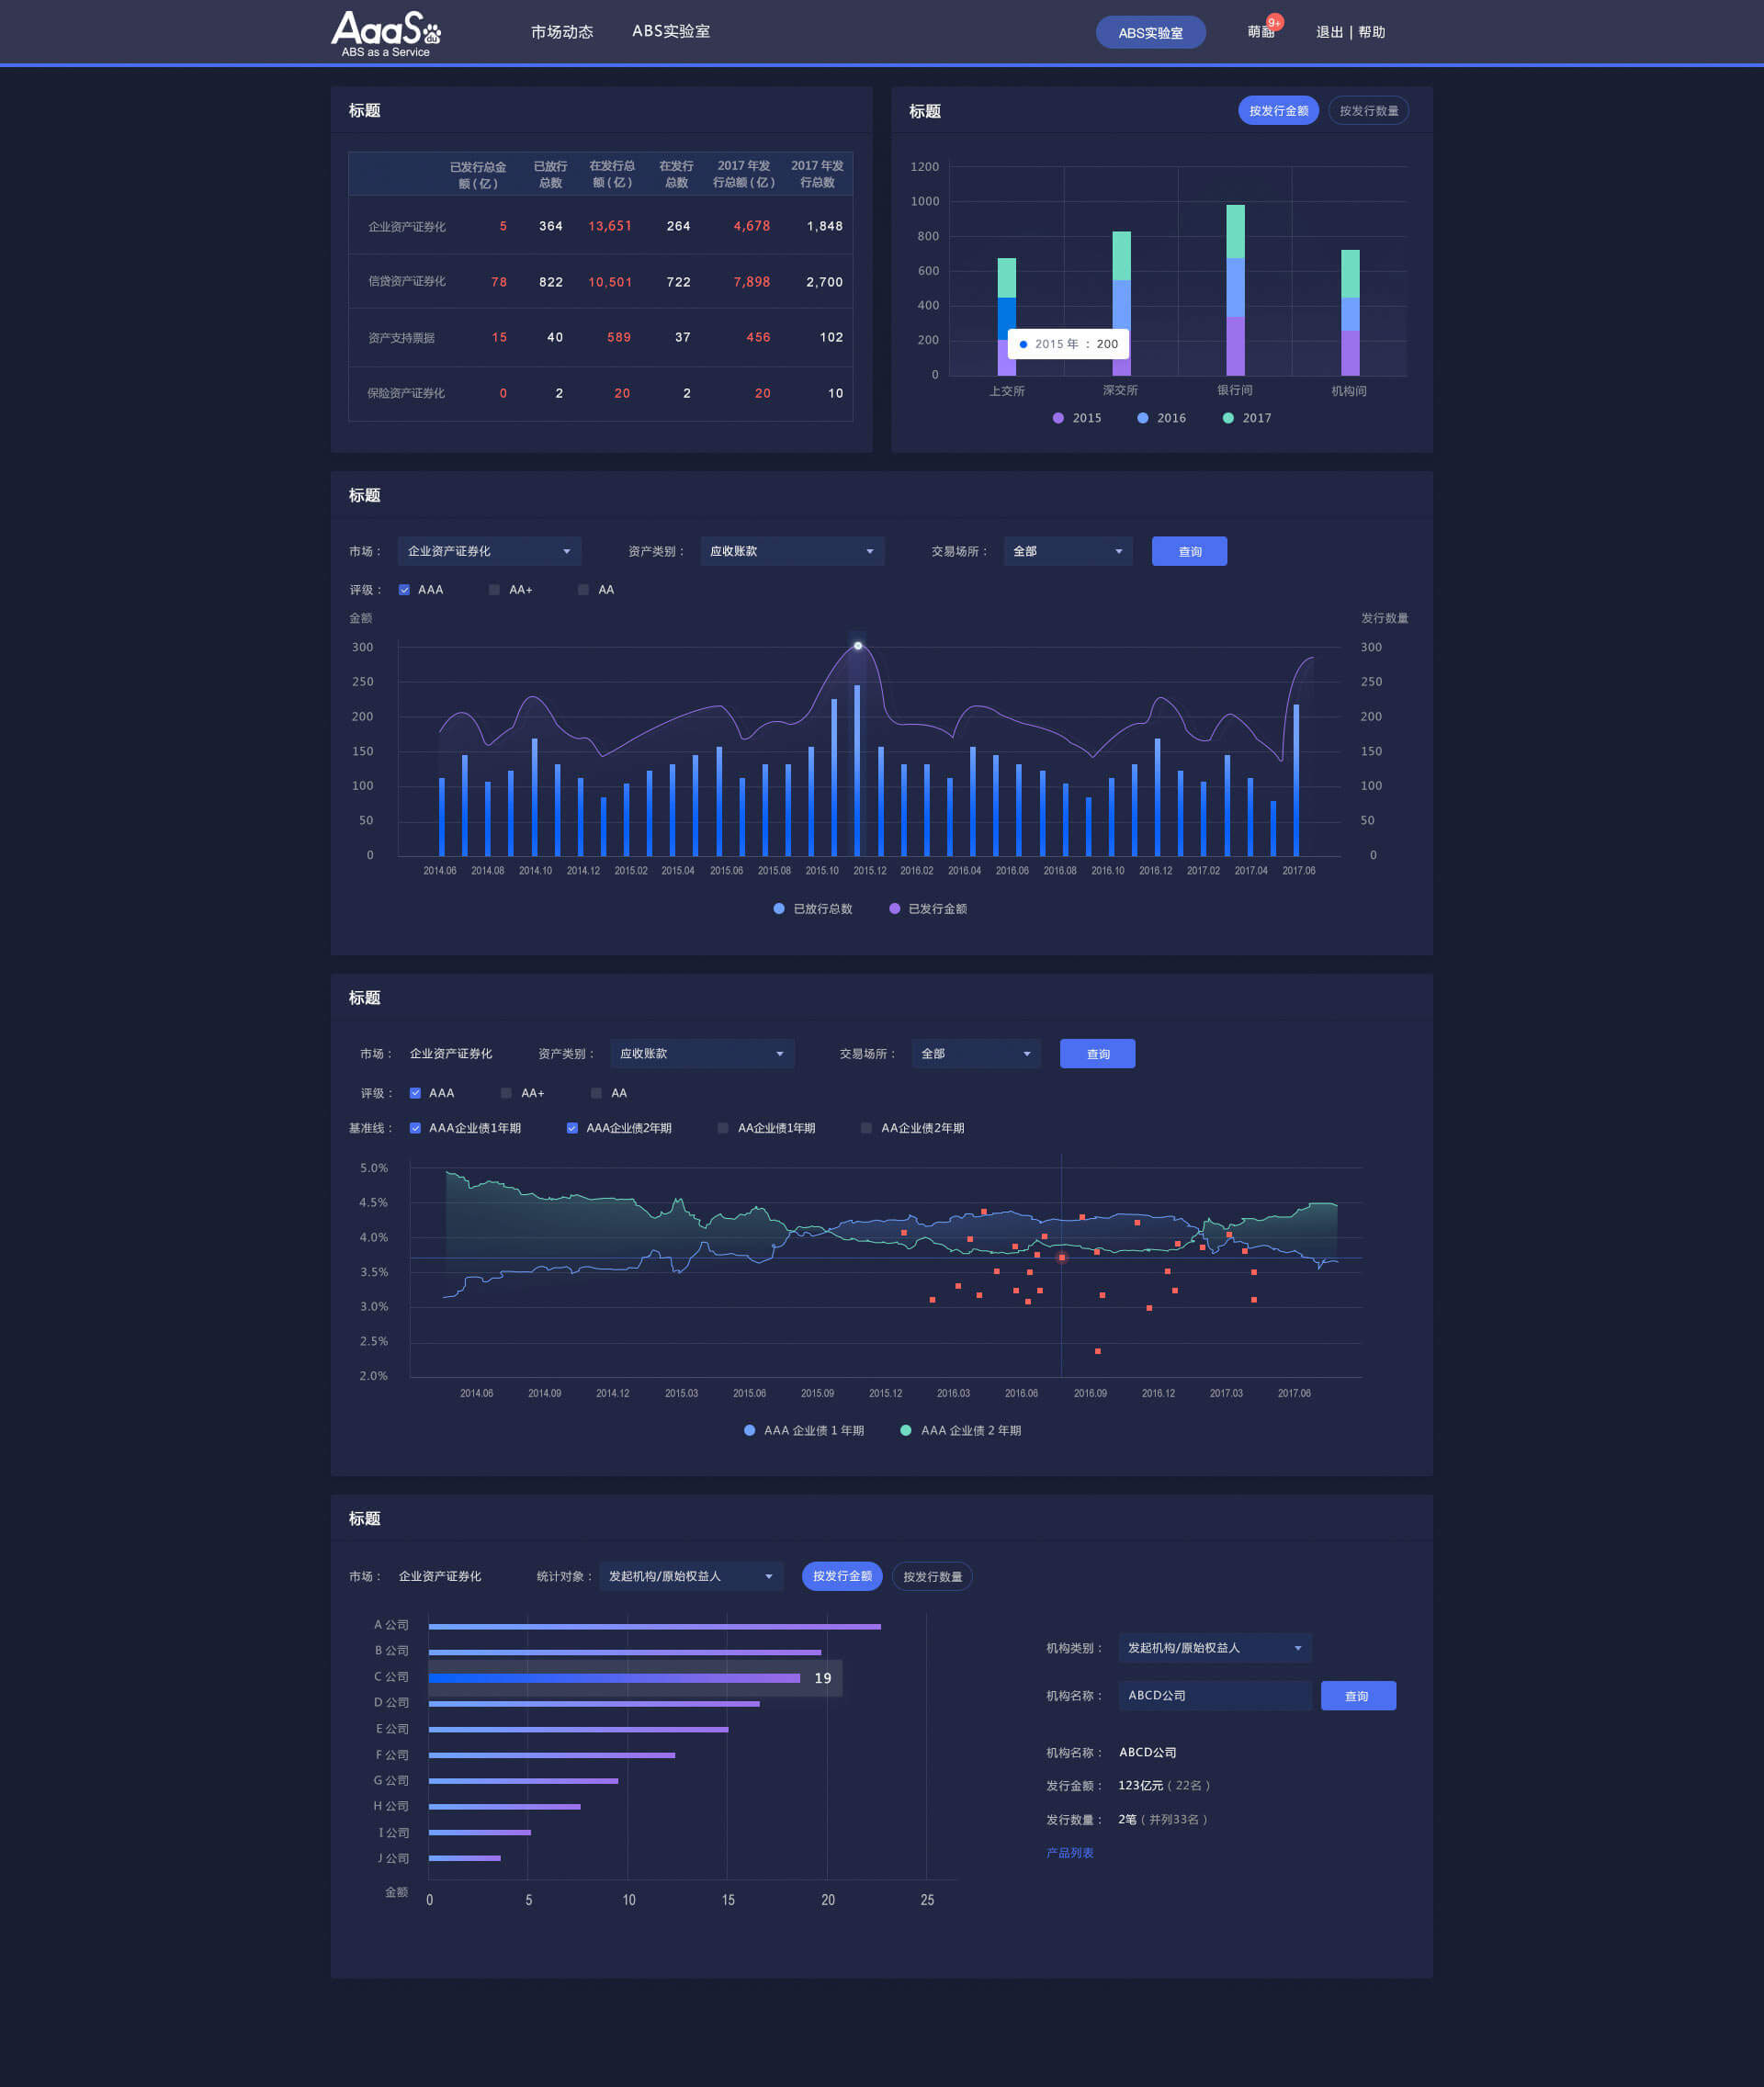 AaaS du
ABS as a Service
市场动态 ABS实验室 ABS实验室 萌翻 9+ 退出 | 帮助
标题
已发行总金额 ( 亿 ) 已放行总数 在发行总额 ( 亿 ) 在发行总数 2017 年发行总额 ( 亿 ) 2017 年发行总数
企业资产证券化 5 364 13,651 264 4,678 1,848
信贷资产证券化 78 822 10,501 722 7,898 2,700
资产支持票据 15 40 589 37 456 102
保险资产证券化 0 2 20 2 20 10
标题 按发行金额 按发行数量
1200
1000
800
600
400
200
0
2015 年 : 200
上交所 深交所 银行间 机构间
2015 2016 2017
标题
市场： 企业资产证券化 资产类别： 应收账款 交易场所： 全部 查询
评级： AAA AA+ AA
金额 发行数量
300 300
250 250
200 200
150 150
100 100
50 50
0 0
2014.06 2014.08 2014.10 2014.12 2015.02 2015.04 2015.06 2015.08 2015.10 2015.12 2016.02 2016.04 2016.06 2016.08 2016.10 2016.12 2017.02 2017.04 2017.06
已放行总数 已发行金额
标题
市场： 企业资产证券化 资产类别： 应收账款 交易场所： 全部 查询
评级： AAA AA+ AA
基准线： AAA企业债1年期 AAA企业债2年期 AA企业债1年期 AA企业债2年期
5.0%
4.5%
4.0%
3.5%
3.0%
2.5%
2.0%
2014.06 2014.09 2014.12 2015.03 2015.06 2015.09 2015.12 2016.03 2016.06 2016.09 2016.12 2017.03 2017.06
AAA 企业债 1 年期 AAA 企业债 2 年期
标题
市场： 企业资产证券化 统计对象： 发起机构/原始权益人 按发行金额 按发行数量
A 公司
B 公司
C 公司 19
D 公司
E 公司
F 公司
G 公司
H 公司
I 公司
J 公司
金额 0 5 10 15 20 25
机构类别： 发起机构/原始权益人
机构名称： ABCD公司 查询
机构名称： ABCD公司
发行金额： 123亿元 ( 22名 )
发行数量： 2笔 ( 并列33名 )
产品列表